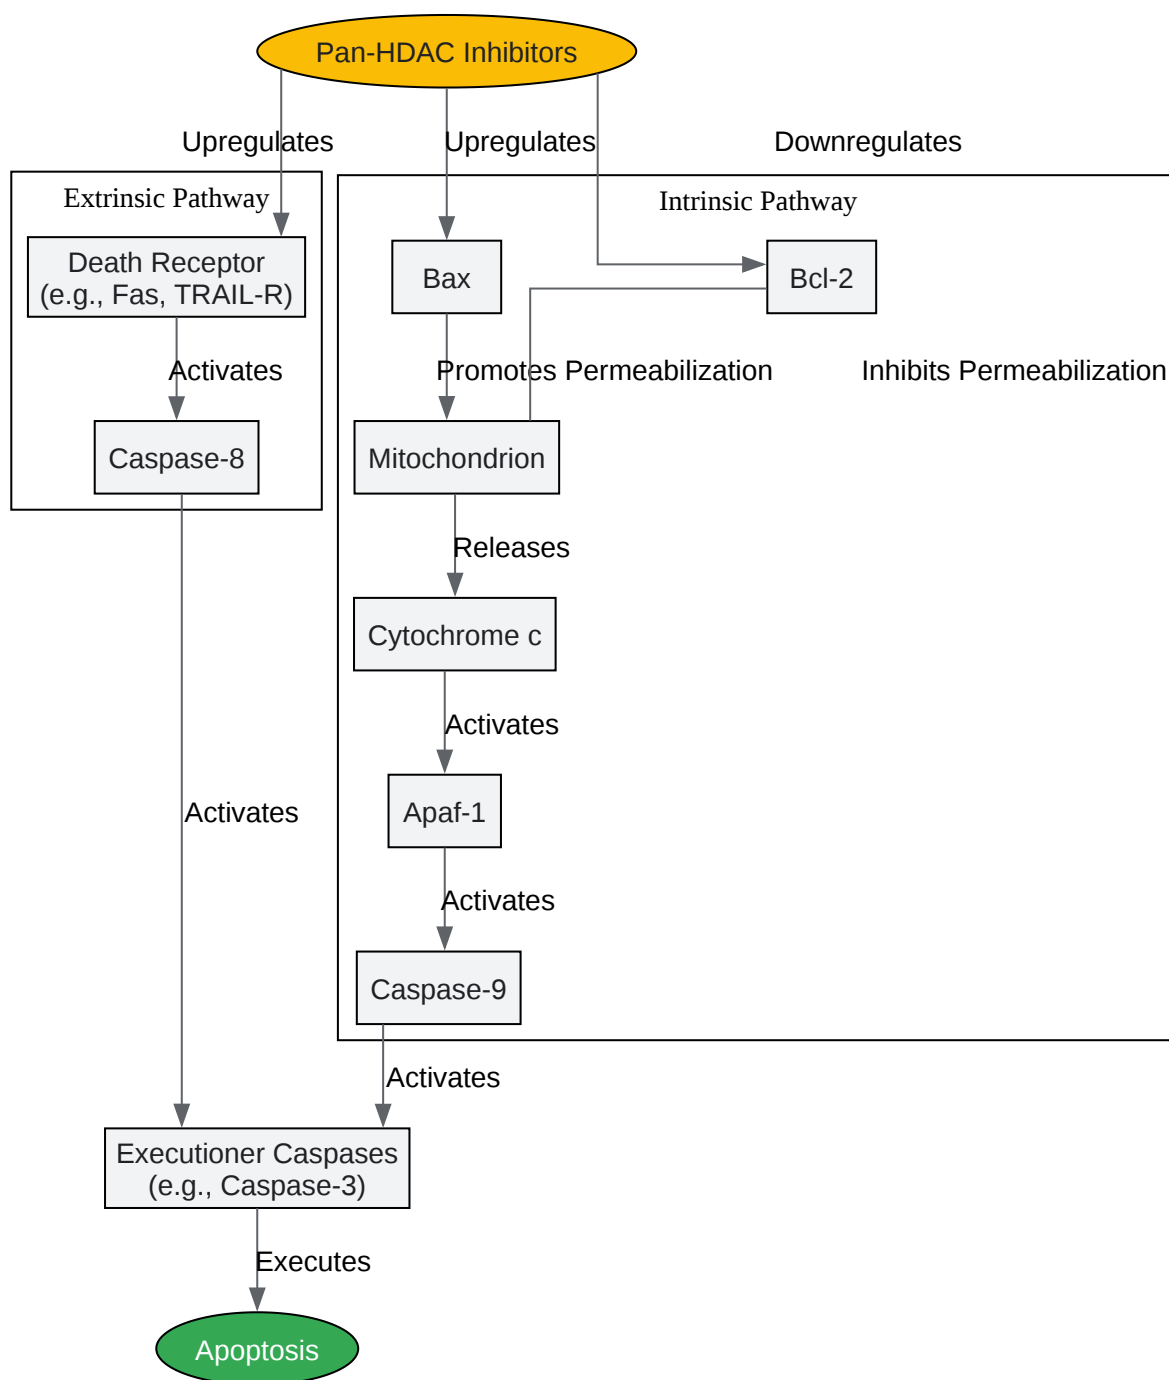 Pan-HDAC Inhibitors
Upregulates
Upregulates
Downregulates
Extrinsic Pathway
Intrinsic Pathway
Death Receptor
(e.g., Fas, TRAIL-R)
Bax
Bcl-2
Activates
Promotes Permeabilization
Inhibits Permeabilization
Caspase-8
Mitochondrion
Releases
Cytochrome c
Activates
Apaf-1
Activates
Activates
Caspase-9
Activates
Executioner Caspases
(e.g., Caspase-3)
Executes
Apoptosis